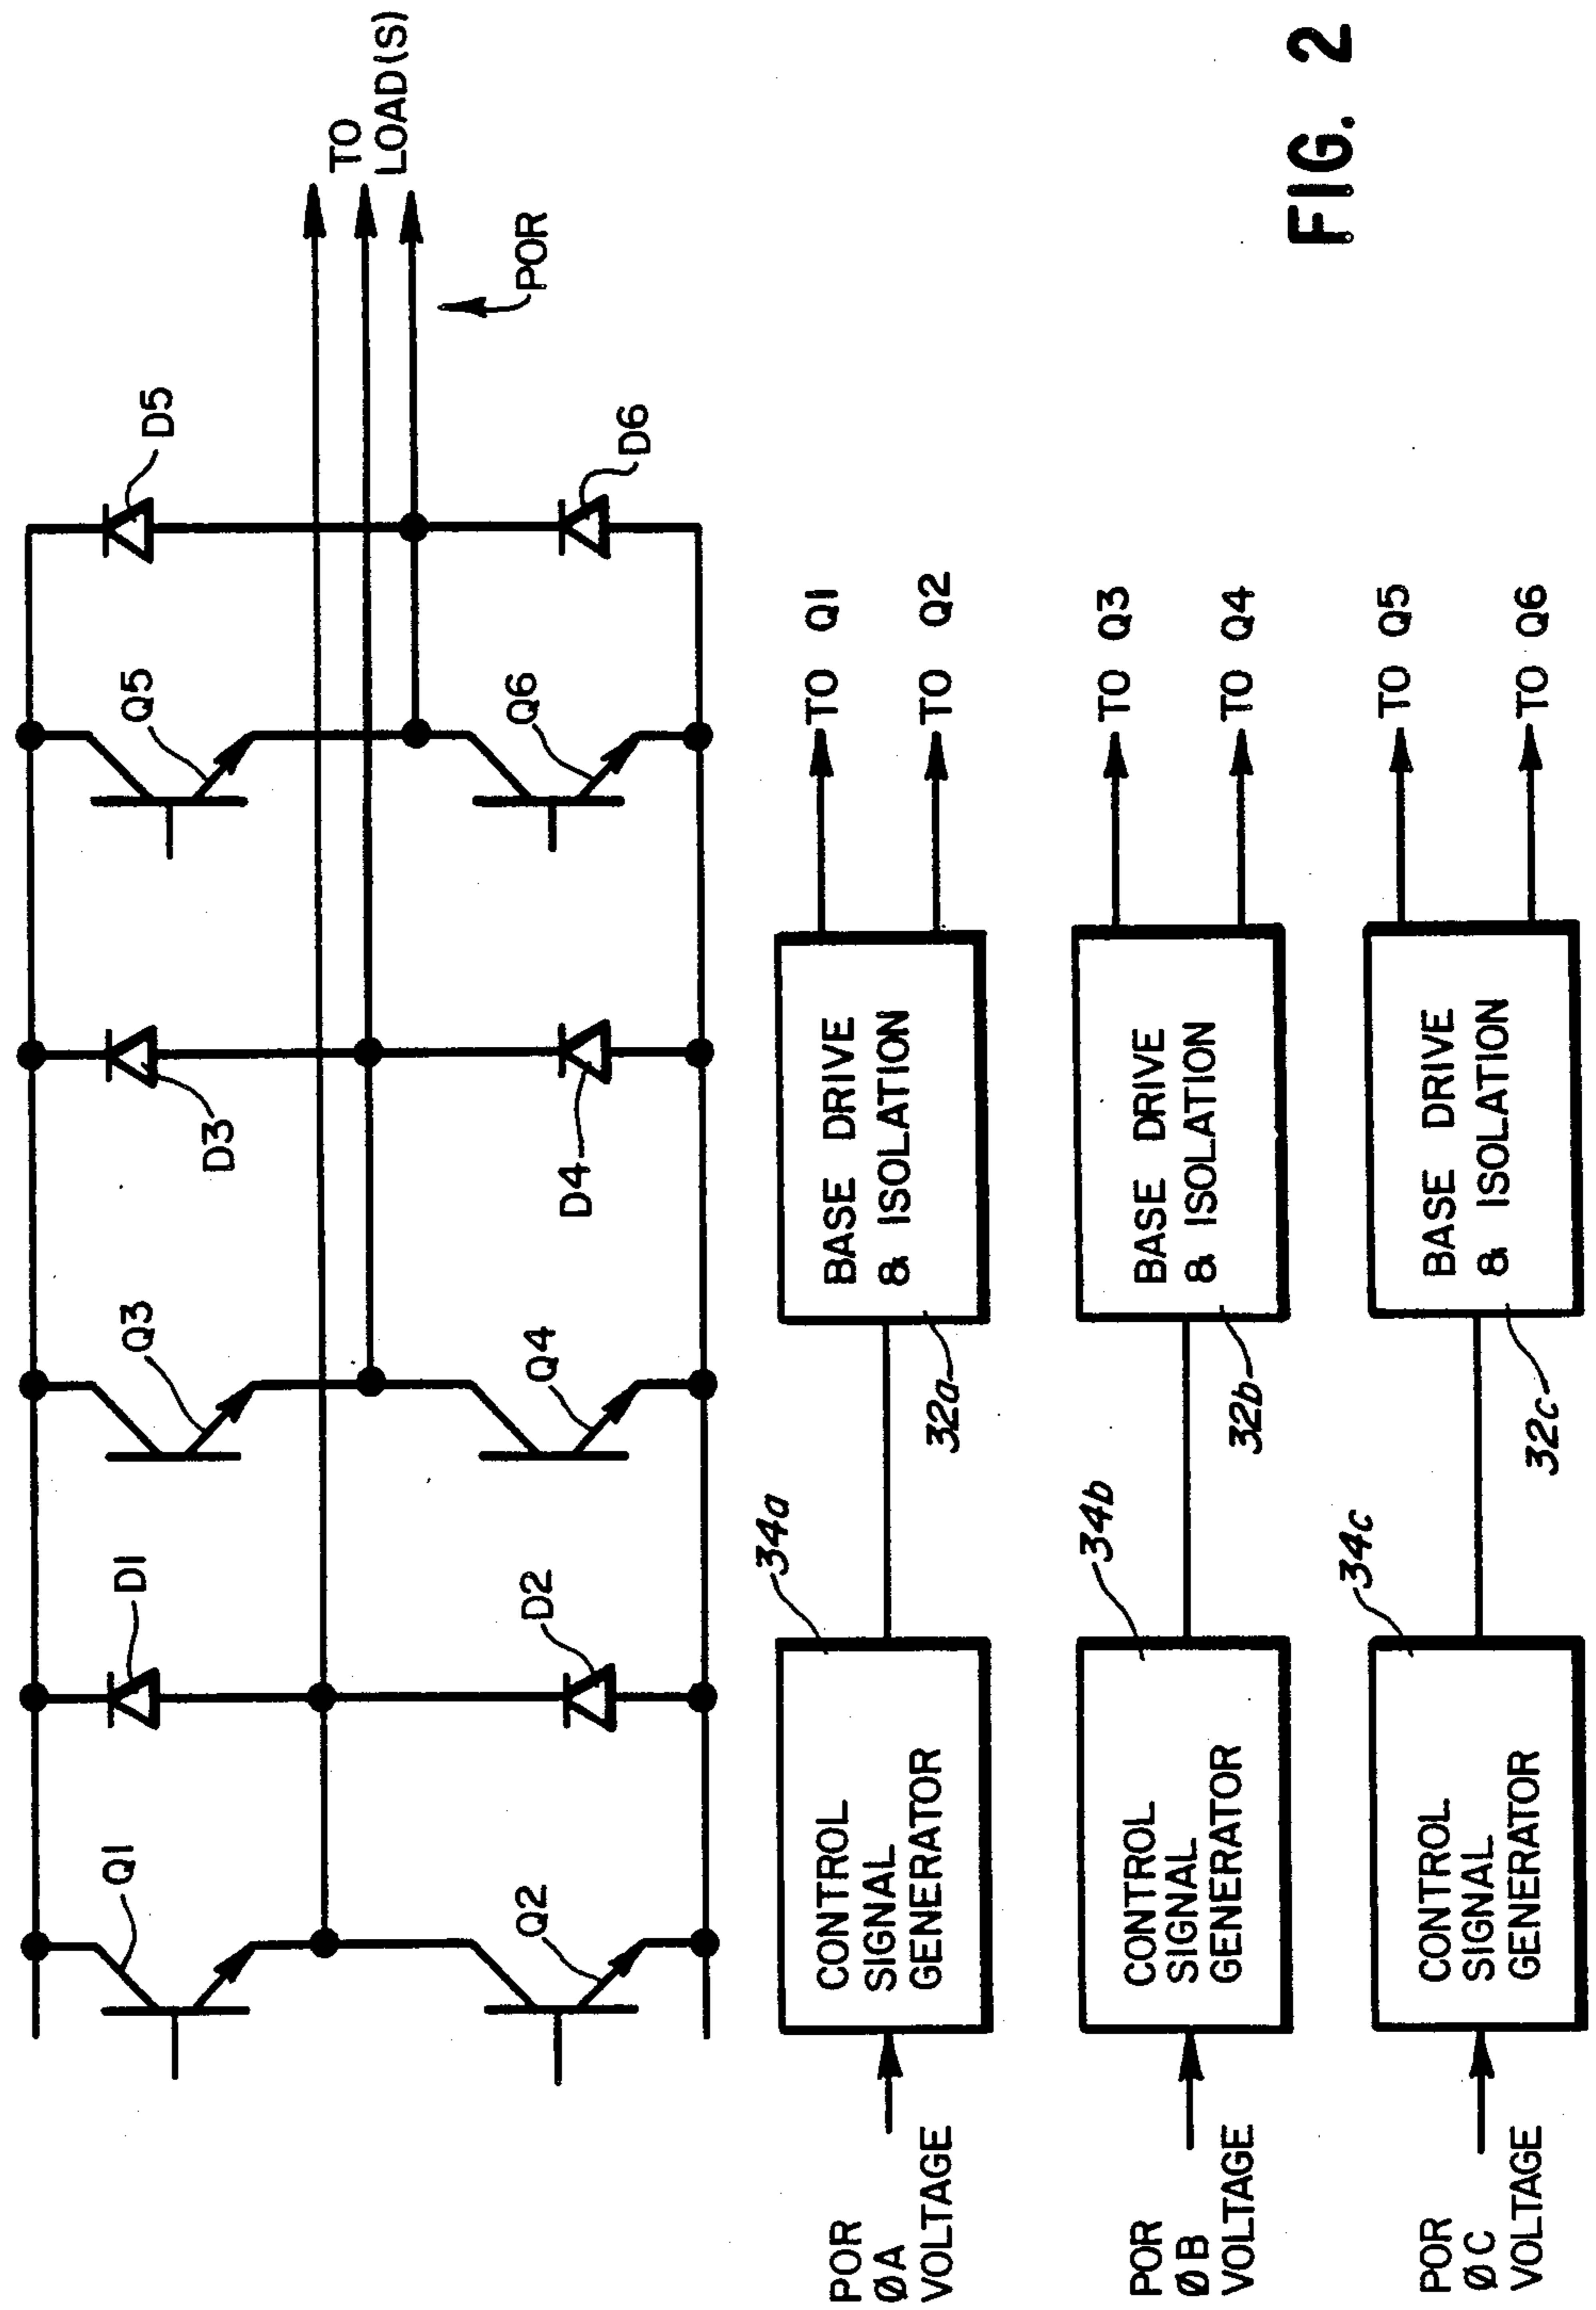 Q1
D1
Q3
D3
Q5
D5
TO
LOAD(S)
POR
Q2
D2
Q4
D4
Q6
D6
POR
ØA
VOLTAGE
CONTROL
SIGNAL
GENERATOR
34a
BASE DRIVE
& ISOLATION
32a
TO Q1
TO Q2
POR
ØB
VOLTAGE
CONTROL
SIGNAL
GENERATOR
34b
BASE DRIVE
& ISOLATION
32b
TO Q3
TO Q4
POR
ØC
VOLTAGE
CONTROL
SIGNAL
GENERATOR
34c
BASE DRIVE
& ISOLATION
32c
TO Q5
TO Q6
FIG. 2